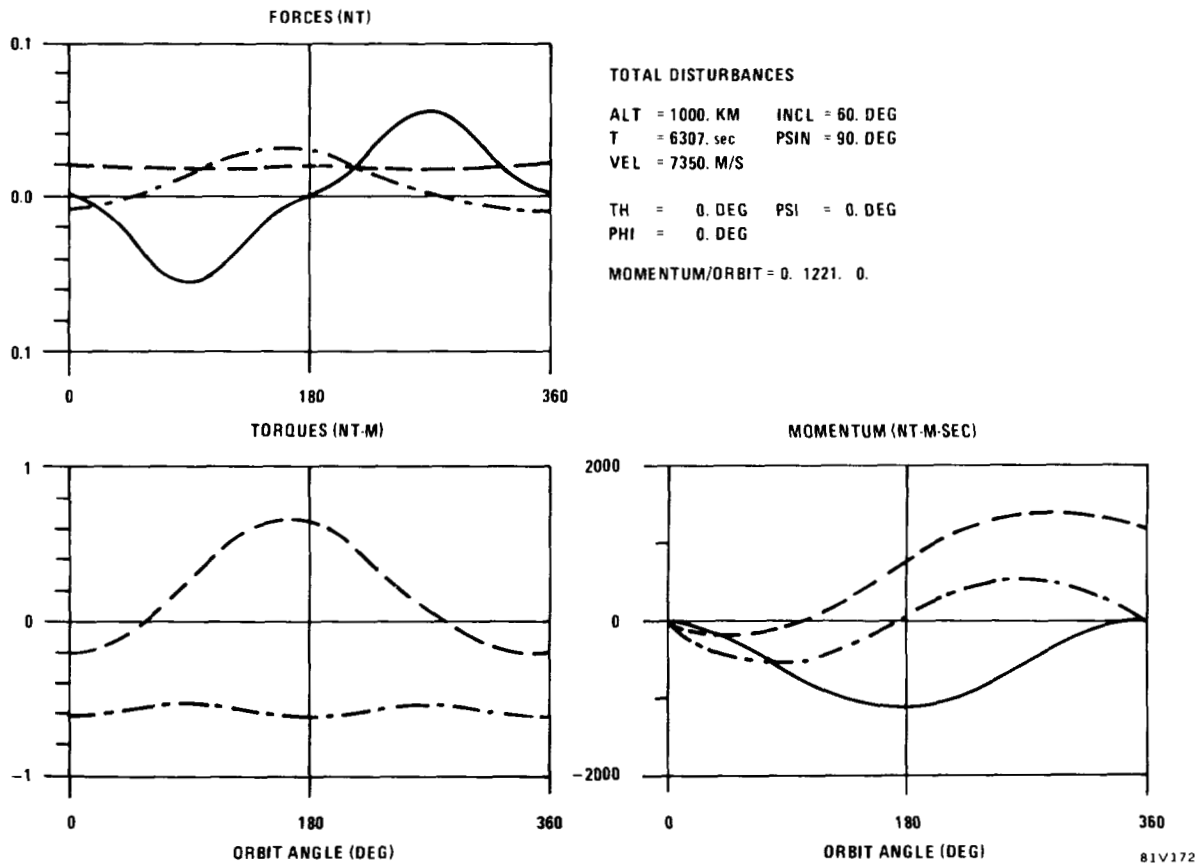 FORCES (NT)
0.1
0.0
0.1
0 180 360
TOTAL DISTURBANCES
ALT = 1000. KM INCL = 60. DEG
T = 6307. sec PSIN = 90. DEG
VEL = 7350. M/S
TH = 0. DEG PSI = 0. DEG
PHI = 0. DEG
MOMENTUM/ORBIT = 0. 1221. 0.
TORQUES (NT-M)
1
0
-1
0 180 360
ORBIT ANGLE (DEG)
MOMENTUM (NT-M-SEC)
2000
0
-2000
0 180 360
ORBIT ANGLE (DEG)
81V172